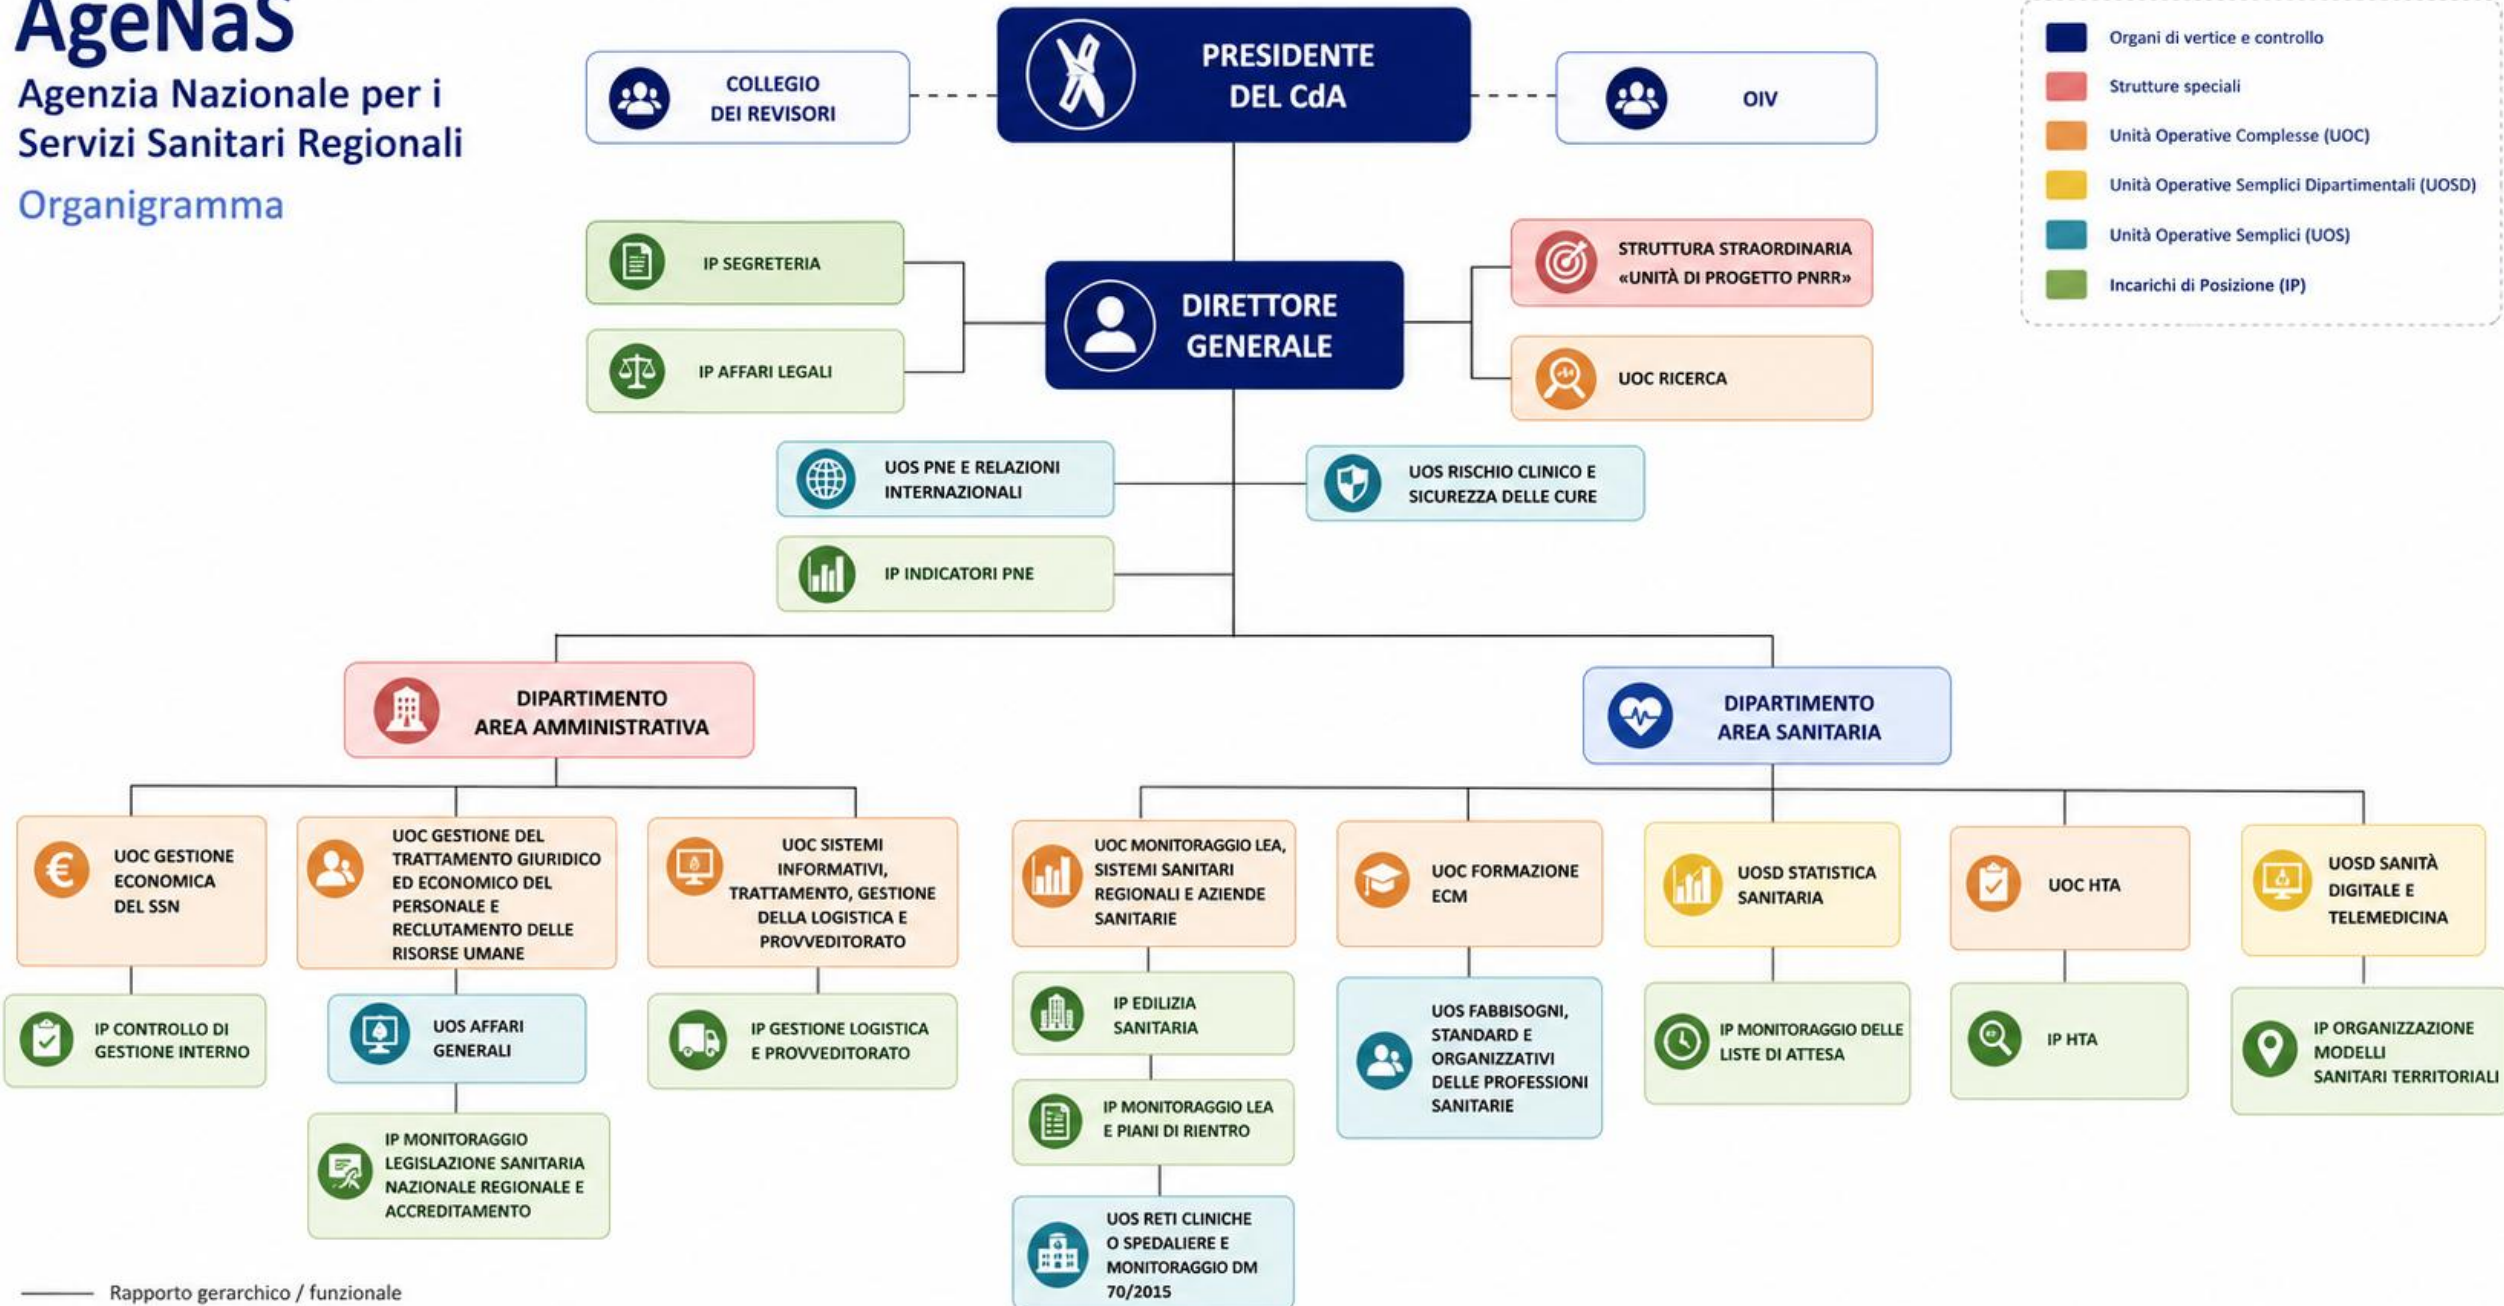 AgeNaS
Agenzia Nazionale per i
Servizi Sanitari Regionali
Organigramma
COLLEGIO
DEI REVISORI
PRESIDENTE
DEL CdA
OIV
Organi di vertice e controllo
Strutture speciali
Unità Operative Complesse (UOC)
Unità Operative Semplici Dipartimentali (UOSD)
Unità Operative Semplici (UOS)
Incarichi di Posizione (IP)
IP SEGRETERIA
IP AFFARI LEGALI
DIRETTORE
GENERALE
STRUTTURA STRAORDINARIA
«UNITÀ DI PROGETTO PNRR»
UOC RICERCA
UOS PNE E RELAZIONI
INTERNAZIONALI
UOS RISCHIO CLINICO E
SICUREZZA DELLE CURE
IP INDICATORI PNE
DIPARTIMENTO
AREA AMMINISTRATIVA
DIPARTIMENTO
AREA SANITARIA
UOC GESTIONE
ECONOMICA
DEL SSN
UOC GESTIONE DEL
TRATTAMENTO GIURIDICO
ED ECONOMICO DEL
PERSONALE E
RECLUTAMENTO DELLE
RISORSE UMANE
UOC SISTEMI
INFORMATIVI,
TRATTAMENTO, GESTIONE
DELLA LOGISTICA E
PROVVEDITORATO
UOC MONITORAGGIO LEA,
SISTEMI SANITARI
REGIONALI E AZIENDE
SANITARIE
UOC FORMAZIONE
ECM
UOSD STATISTICA
SANITARIA
UOC HTA
UOSD SANITÀ
DIGITALE E
TELEMEDICINA
IP CONTROLLO DI
GESTIONE INTERNO
UOS AFFARI
GENERALI
IP GESTIONE LOGISTICA
E PROVVEDITORATO
IP EDILIZIA
SANITARIA
UOS FABBISOGNI,
STANDARD E
ORGANIZZATIVI
DELLE PROFESSIONI
SANITARIE
IP MONITORAGGIO DELLE
LISTE DI ATTESA
IP HTA
IP ORGANIZZAZIONE
MODELLI
SANITARI TERRITORIALI
IP MONITORAGGIO
LEGISLAZIONE SANITARIA
NAZIONALE REGIONALE E
ACCREDITAMENTO
IP MONITORAGGIO LEA
E PIANI DI RIENTRO
UOS RETI CLINICHE
O SPEDALIERE E
MONITORAGGIO DM
70/2015
Rapporto gerarchico / funzionale